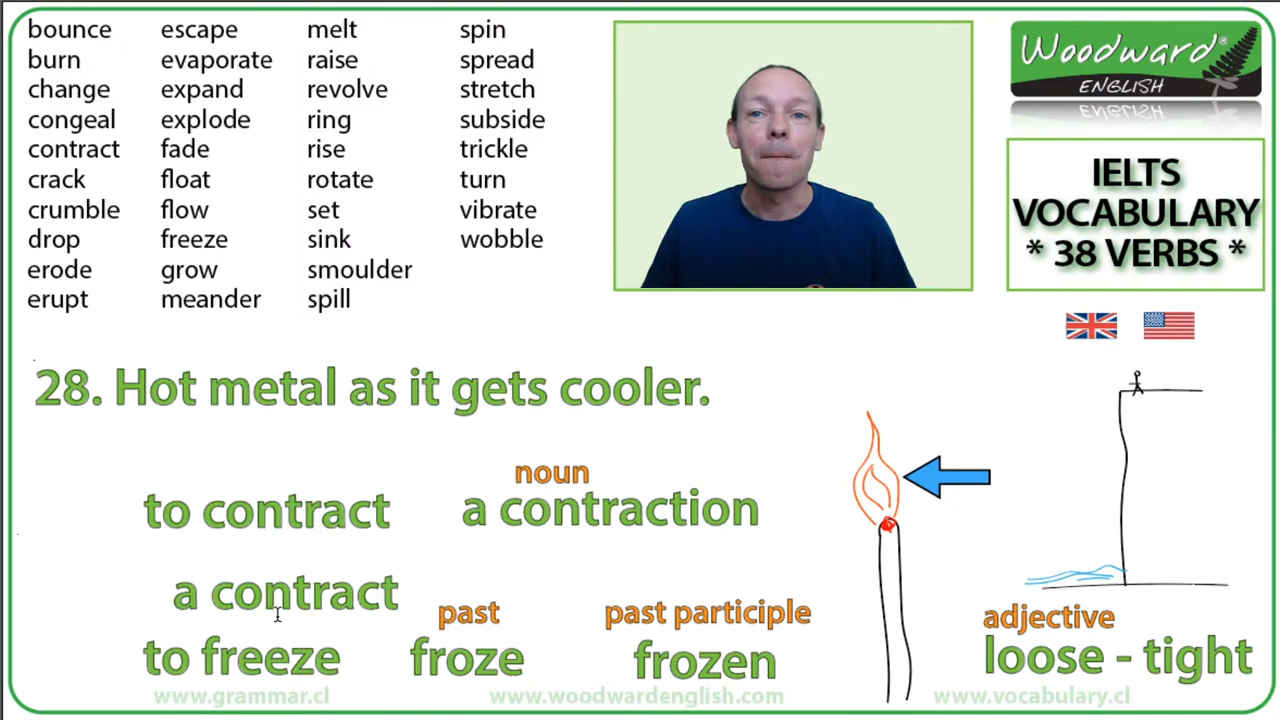 bounce
burn
change
congeal
contract
crack
crumble
drop
erode
erupt
escape
evaporate
expand
explode
fade
float
flow
freeze
grow
meander
melt
raise
revolve
ring
rise
rotate
set
sink
smoulder
spill
spin
spread
stretch
subside
trickle
turn
vibrate
wobble
Woodward®
ENGLISH
IELTS
VOCABULARY
* 38 VERBS *
28. Hot metal as it gets cooler.
noun
to contract a contraction
a contract
past past participle adjective
to freeze froze frozen loose - tight
www.grammar.cl www.woodwardenglish.com www.vocabulary.cl